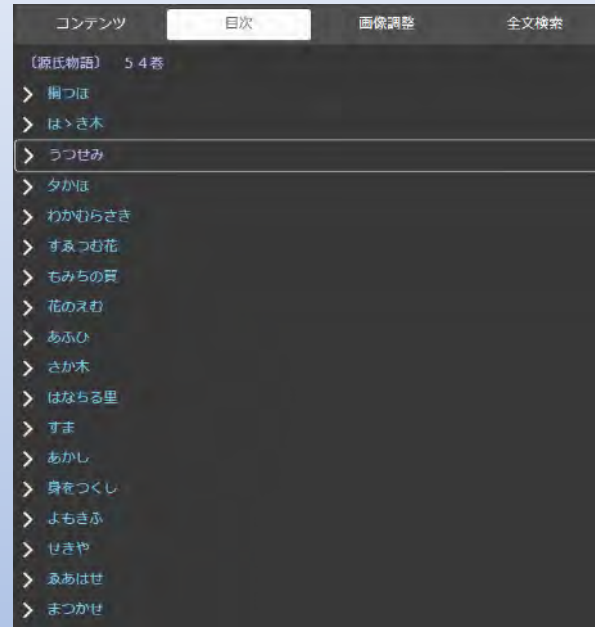 コンテンツ 目次 画像調整 全文検索
〔源氏物語〕 54巻
桐つほ
はゝき木
うつせみ
夕かほ
わかむらさき
すゑつむ花
もみちの賀
花のえむ
あふひ
さか木
はなちる里
すま
あかし
身をつくし
よもきふ
せきや
ゑあはせ
まつかせ